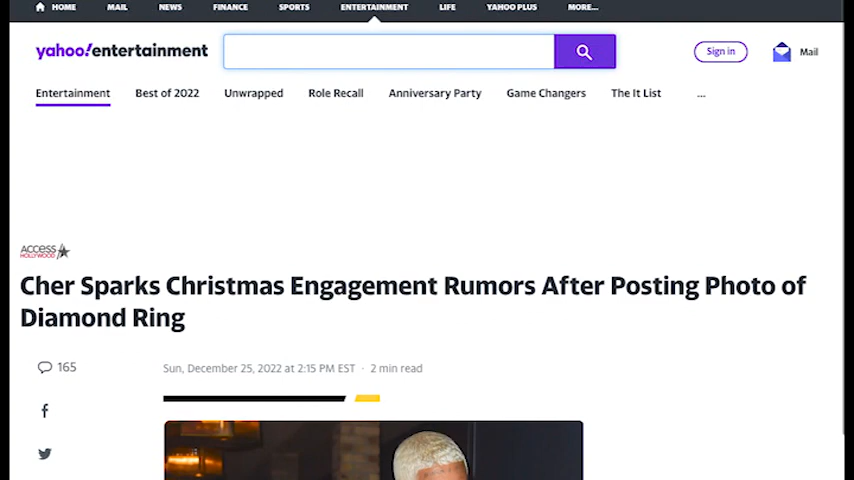 HOME MAIL NEWS FINANCE SPORTS ENTERTAINMENT LIFE YAHOO PLUS MORE...
yahoo!entertainment Sign in Mail
Entertainment Best of 2022 Unwrapped Role Recall Anniversary Party Game Changers The It List ...
ACCESS
HOLLYWOOD
Cher Sparks Christmas Engagement Rumors After Posting Photo of
Diamond Ring
165 Sun, December 25, 2022 at 2:15 PM EST · 2 min read